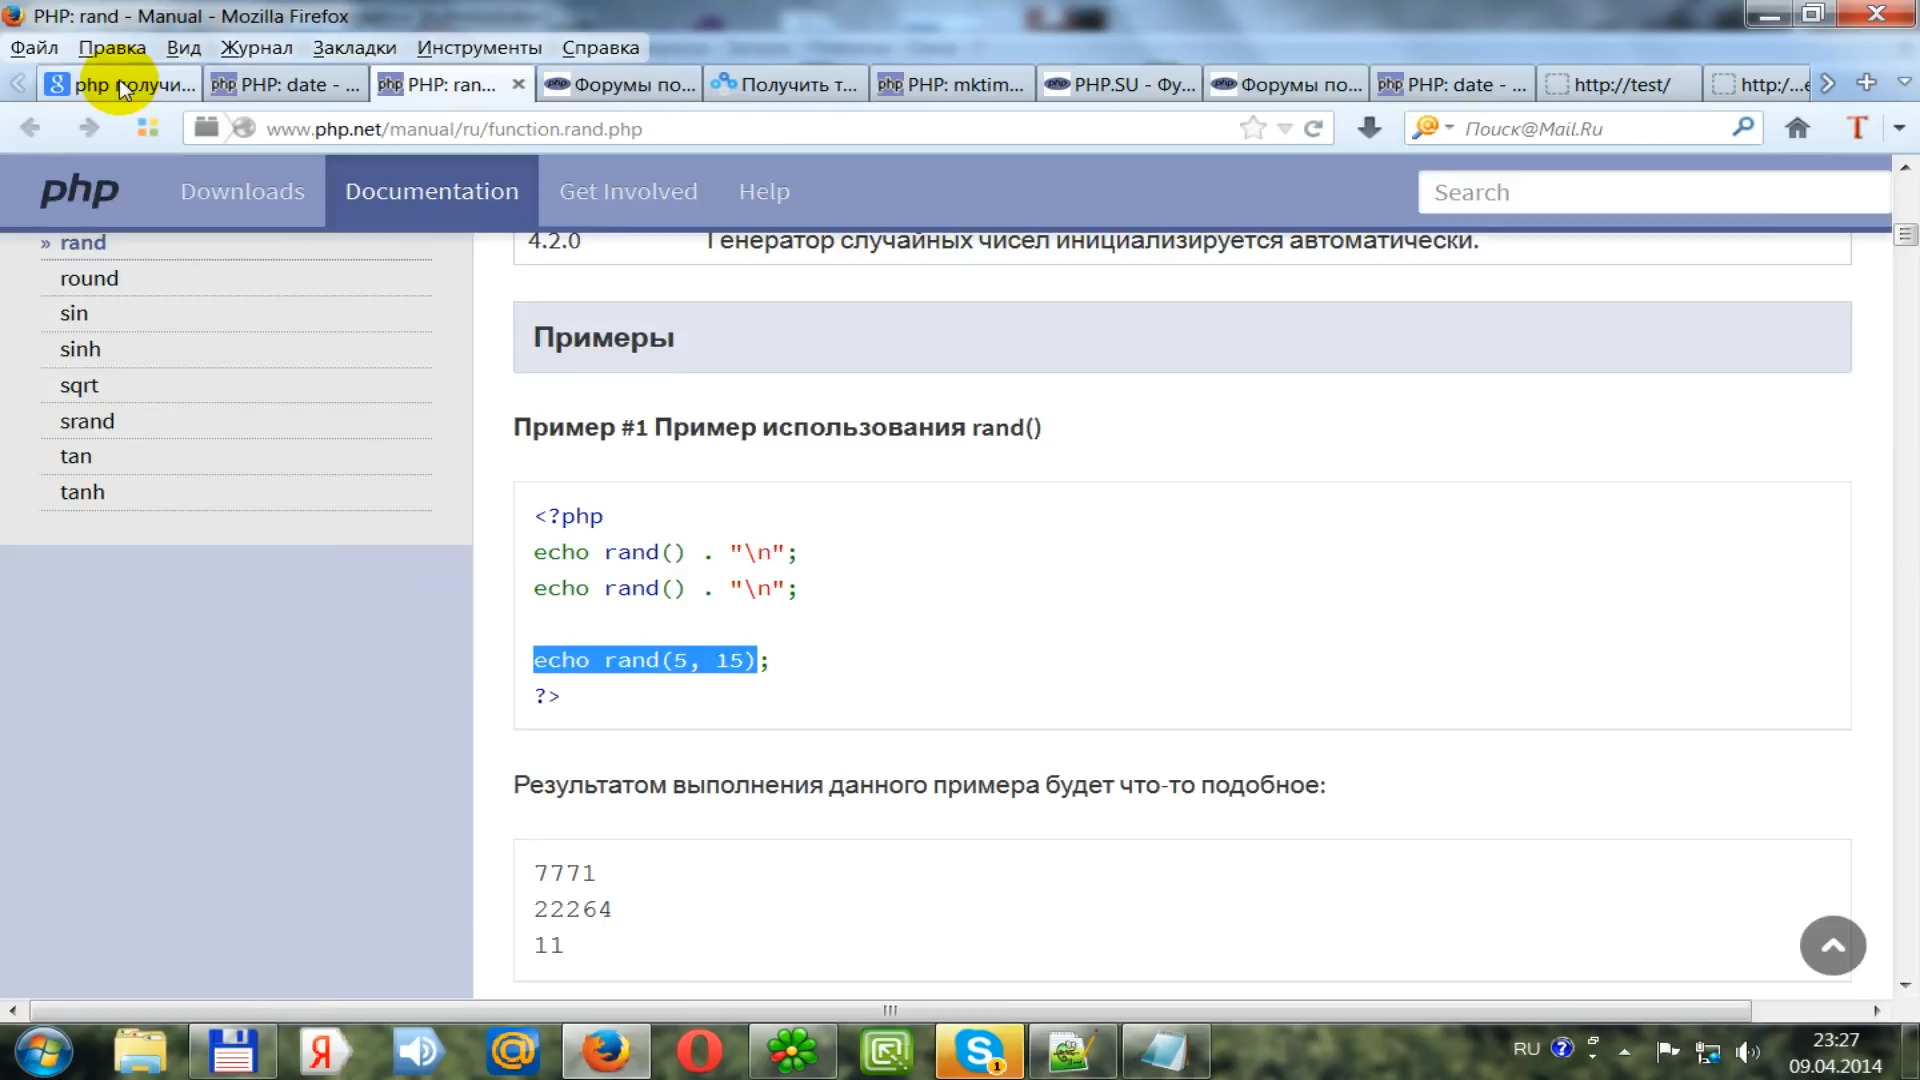 PHP: rand - Manual - Mozilla Firefox
Файл Правка Вид Журнал Закладки Инструменты Справка
php получи... PHP: date - ... PHP: ran... Форумы по... Получить т... PHP: mktim... PHP.SU - Фу... Форумы по... PHP: date - ... http://test/ http:/...е
www.php.net/manual/ru/function.rand.php Поиск@Mail.Ru
php Downloads Documentation Get Involved Help Search
» rand
round
sin
sinh
sqrt
srand
tan
tanh
4.2.0 Генератор случайных чисел инициализируется автоматически.
Примеры
Пример #1 Пример использования rand()
<?php
echo rand() . "\n";
echo rand() . "\n";
echo rand(5, 15);
?>
Результатом выполнения данного примера будет что-то подобное:
7771
22264
11
RU 23:27
09.04.2014